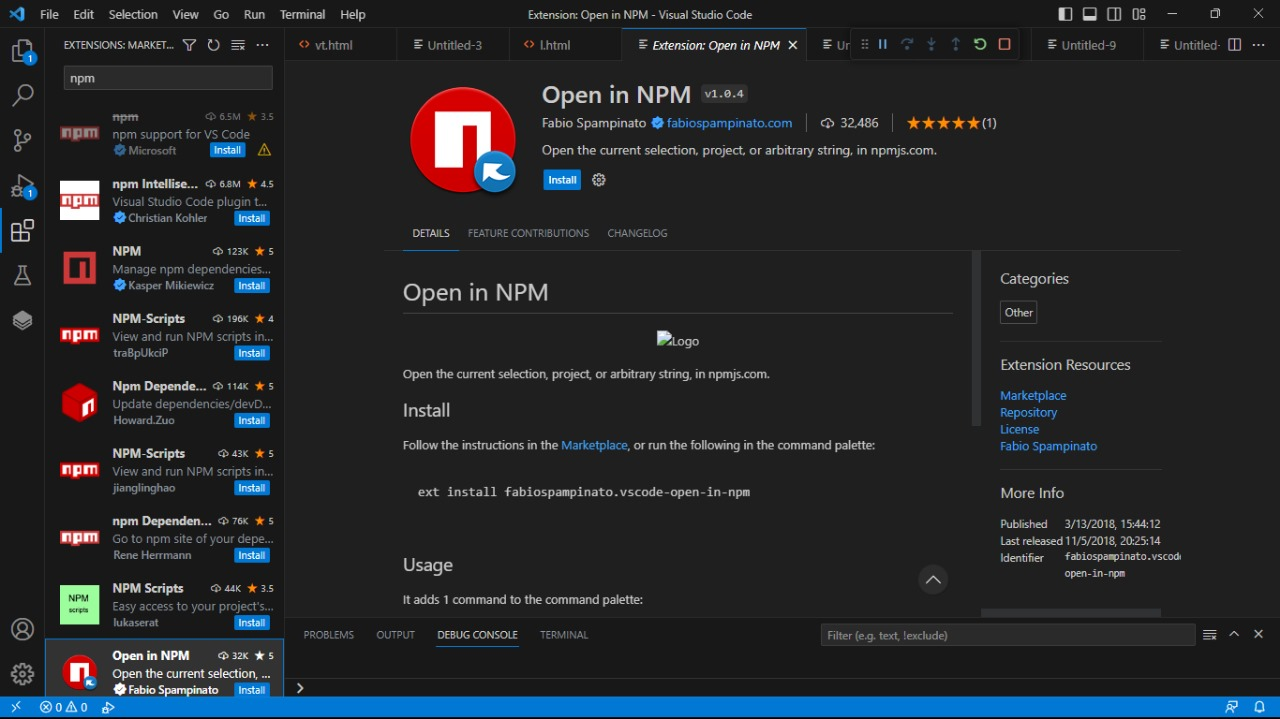 File Edit Selection View Go Run Terminal Help
Extension: Open in NPM - Visual Studio Code
EXTENSIONS: MARKET...
vt.html
Untitled-3
l.html
Extension: Open in NPM
Untitled-9
Untitled-
npm
npm 6.5M 3.5
npm support for VS Code
Microsoft Install
npm Intellise... 6.8M 4.5
Visual Studio Code plugin t...
Christian Kohler Install
NPM 123K 5
Manage npm dependencies...
Kasper Mikiewicz Install
NPM-Scripts 196K 4
View and run NPM scripts in...
traBpUkciP Install
Npm Depende... 114K 5
Update dependencies/devD...
Howard.Zuo Install
NPM-Scripts 43K 5
View and run NPM scripts in...
jianglinghao Install
npm Dependen... 76K 5
Go to npm site of your depe...
Rene Herrmann Install
NPM scripts
NPM Scripts 44K 3.5
Easy access to your project's...
lukaserat Install
Open in NPM 32K 5
Open the current selection, ...
Fabio Spampinato Install
Open in NPM v1.0.4
Fabio Spampinato fabiospampinato.com 32,486 (1)
Open the current selection, project, or arbitrary string, in npmjs.com.
Install
DETAILS FEATURE CONTRIBUTIONS CHANGELOG
Open in NPM
Logo
Open the current selection, project, or arbitrary string, in npmjs.com.
Install
Follow the instructions in the Marketplace, or run the following in the command palette:
ext install fabiospampinato.vscode-open-in-npm
Usage
It adds 1 command to the command palette:
Categories
Other
Extension Resources
Marketplace
Repository
License
Fabio Spampinato
More Info
Published 3/13/2018, 15:44:12
Last released 11/5/2018, 20:25:14
Identifier fabiospampinato.vscode
open-in-npm
PROBLEMS OUTPUT DEBUG CONSOLE TERMINAL
Filter (e.g. text, !exclude)
0 0